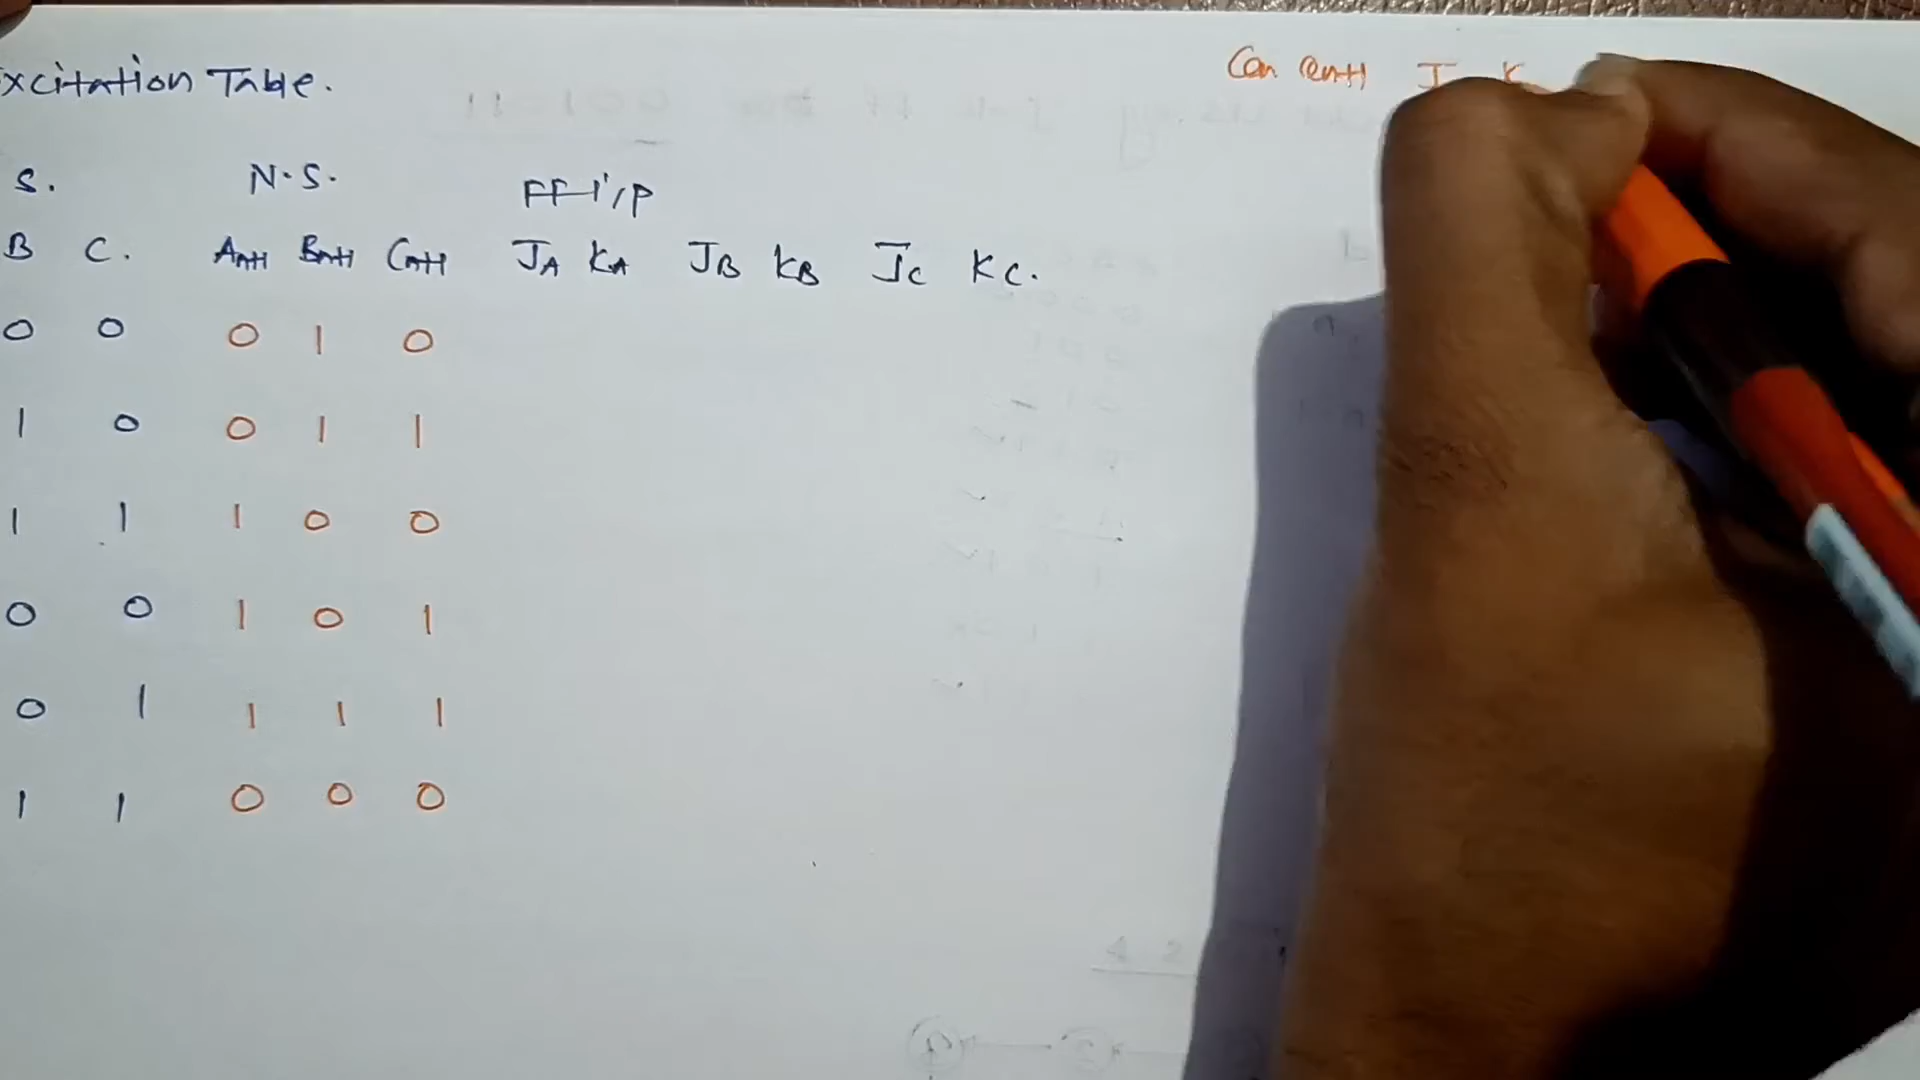 xcitation Table.
Qn Qn+1 J K
S. N.S. FF i/p
B C. An+1 Bn+1 Cn+1 JA KA JB KB JC KC.
0 0 0 1 0
1 0 0 1 1
1 1 1 0 0
0 0 1 0 1
0 1 1 1 1
1 1 0 0 0
4 2